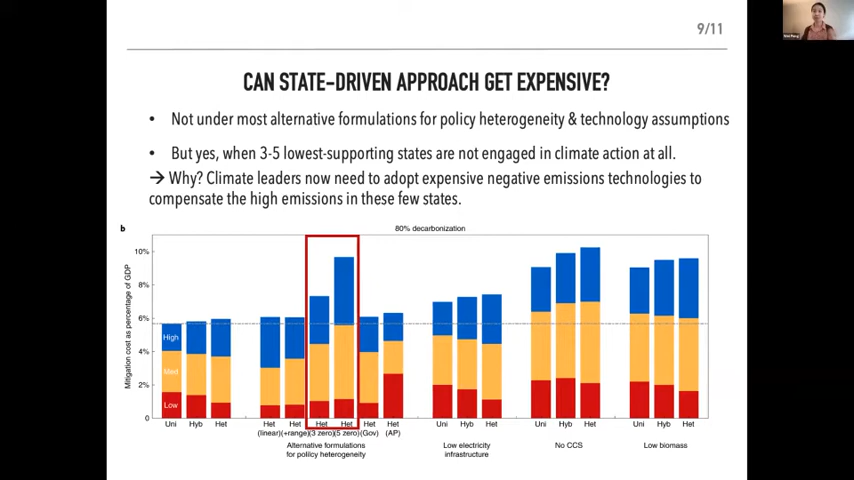 9/11
CAN STATE-DRIVEN APPROACH GET EXPENSIVE?
• Not under most alternative formulations for policy heterogeneity & technology assumptions
• But yes, when 3-5 lowest-supporting states are not engaged in climate action at all.
→ Why? Climate leaders now need to adopt expensive negative emissions technologies to
compensate the high emissions in these few states.
b
80% decarbonization
Mitigation cost as percentage of GDP
10%
8%
6%
4%
2%
0
High
Med
Low
Uni Hyb Het
Het Het Het Het Het Het
(linear) (+range) (3 zero) (5 zero) (Gov) (AP)
Uni Hyb Het
Uni Hyb Het
Uni Hyb Het
Alternative formulations
for policy heterogeneity
Low electricity
infrastructure
No CCS
Low biomass